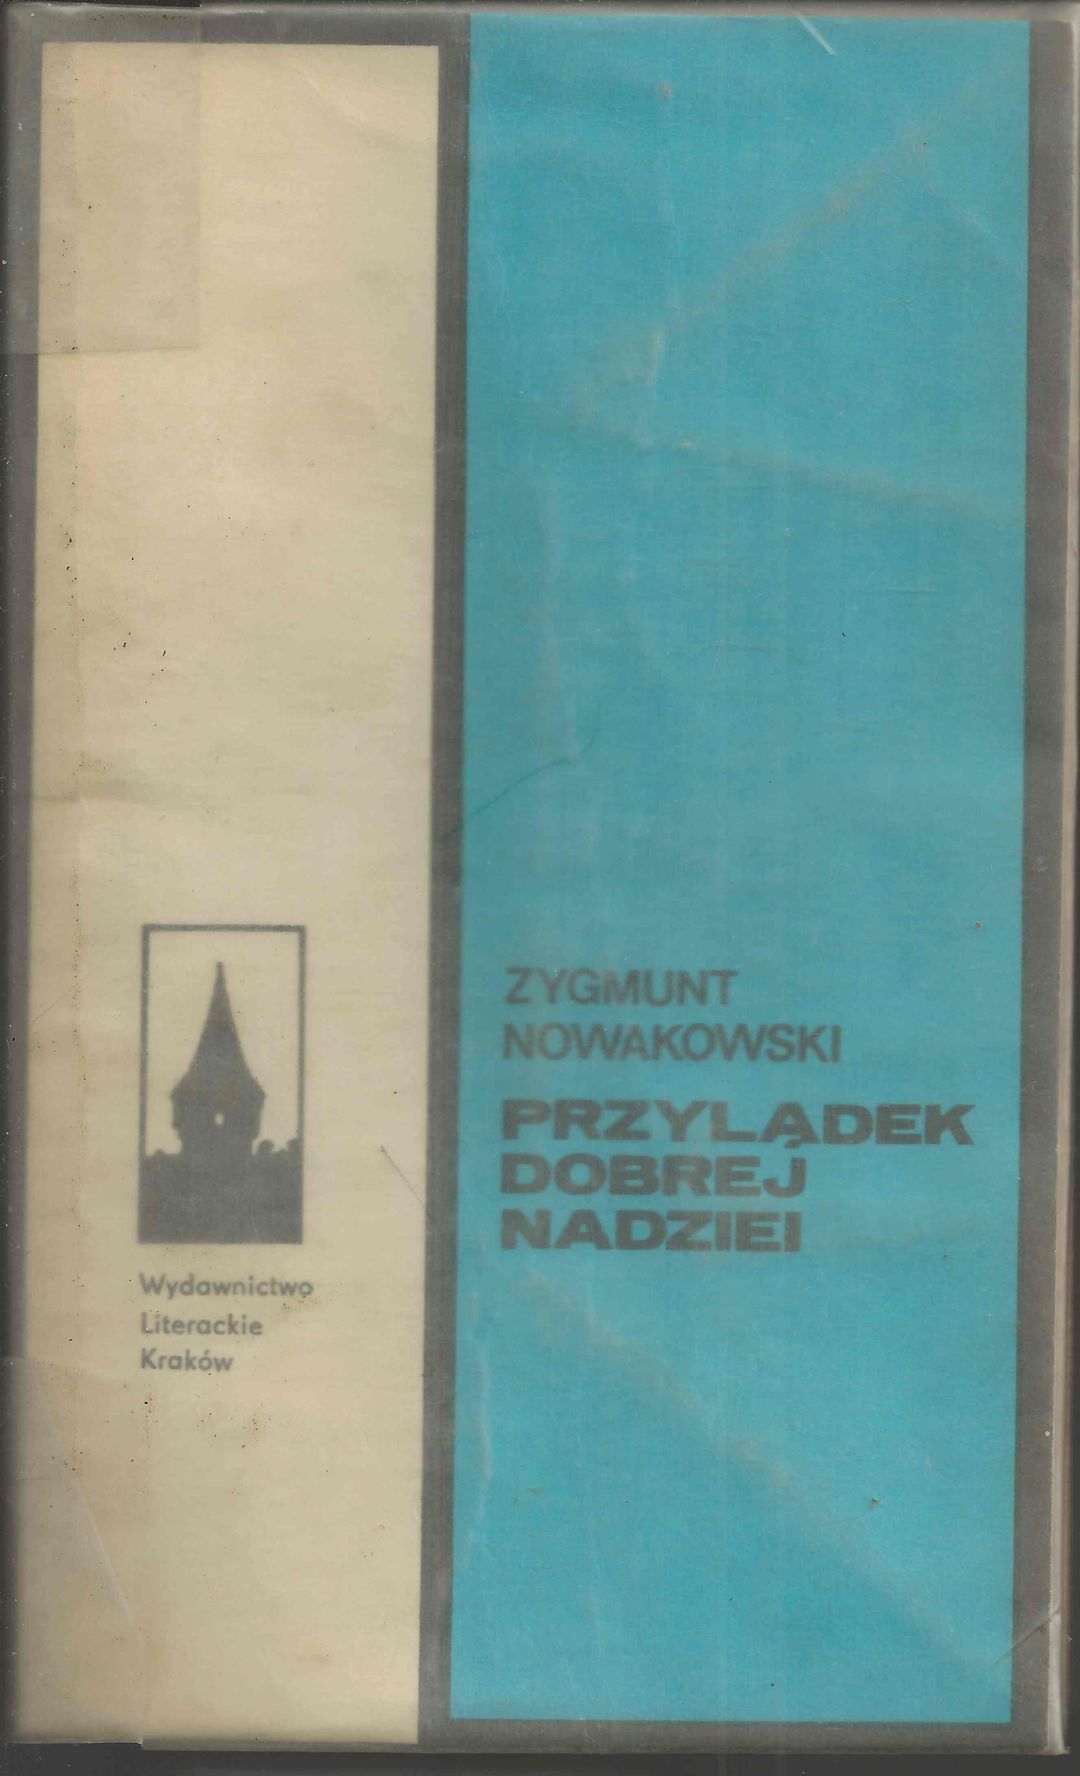 ZYGMUNT
NOWAKOWSKI
PRZYLĄDEK
DOBREJ
NADZIEI
Wydawnictwo
Literackie
Kraków